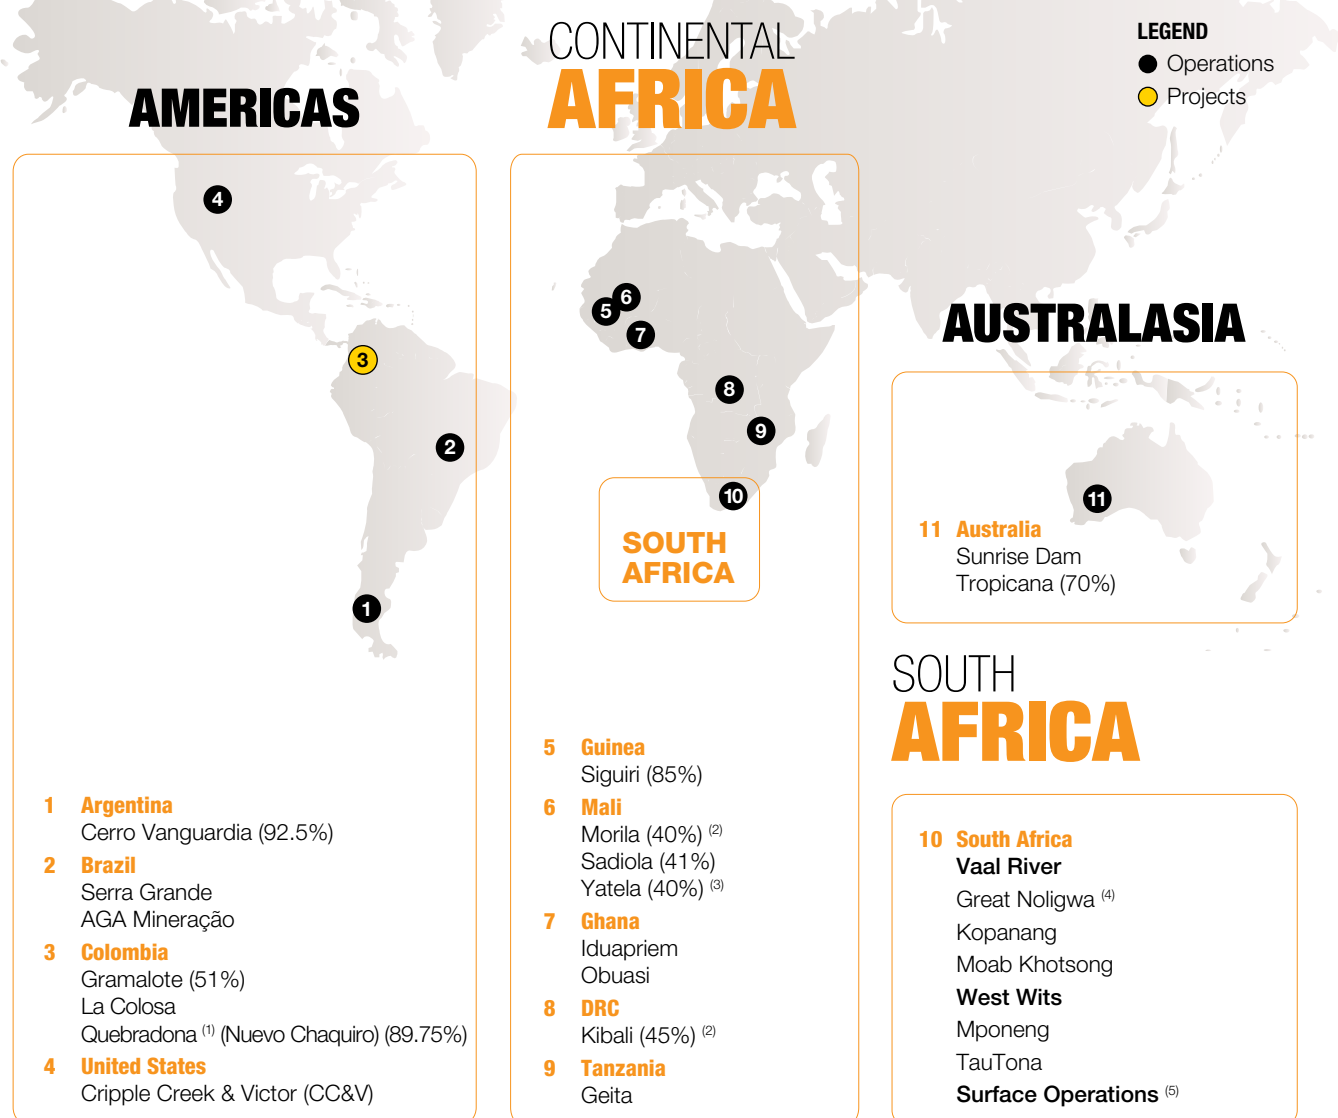 CONTINENTAL
AFRICA
LEGEND
Operations
Projects
AMERICAS
4
3
2
1
1 Argentina
Cerro Vanguardia (92.5%)
2 Brazil
Serra Grande
AGA Mineração
3 Colombia
Gramalote (51%)
La Colosa
Quebradona (1) (Nuevo Chaquiro) (89.75%)
4 United States
Cripple Creek & Victor (CC&V)
6
5
7
8
9
10
SOUTH
AFRICA
5 Guinea
Siguiri (85%)
6 Mali
Morila (40%) (2)
Sadiola (41%)
Yatela (40%) (3)
7 Ghana
Iduapriem
Obuasi
8 DRC
Kibali (45%) (2)
9 Tanzania
Geita
AUSTRALASIA
11
11 Australia
Sunrise Dam
Tropicana (70%)
SOUTH
AFRICA
10 South Africa
Vaal River
Great Noligwa (4)
Kopanang
Moab Khotsong
West Wits
Mponeng
TauTona
Surface Operations (5)